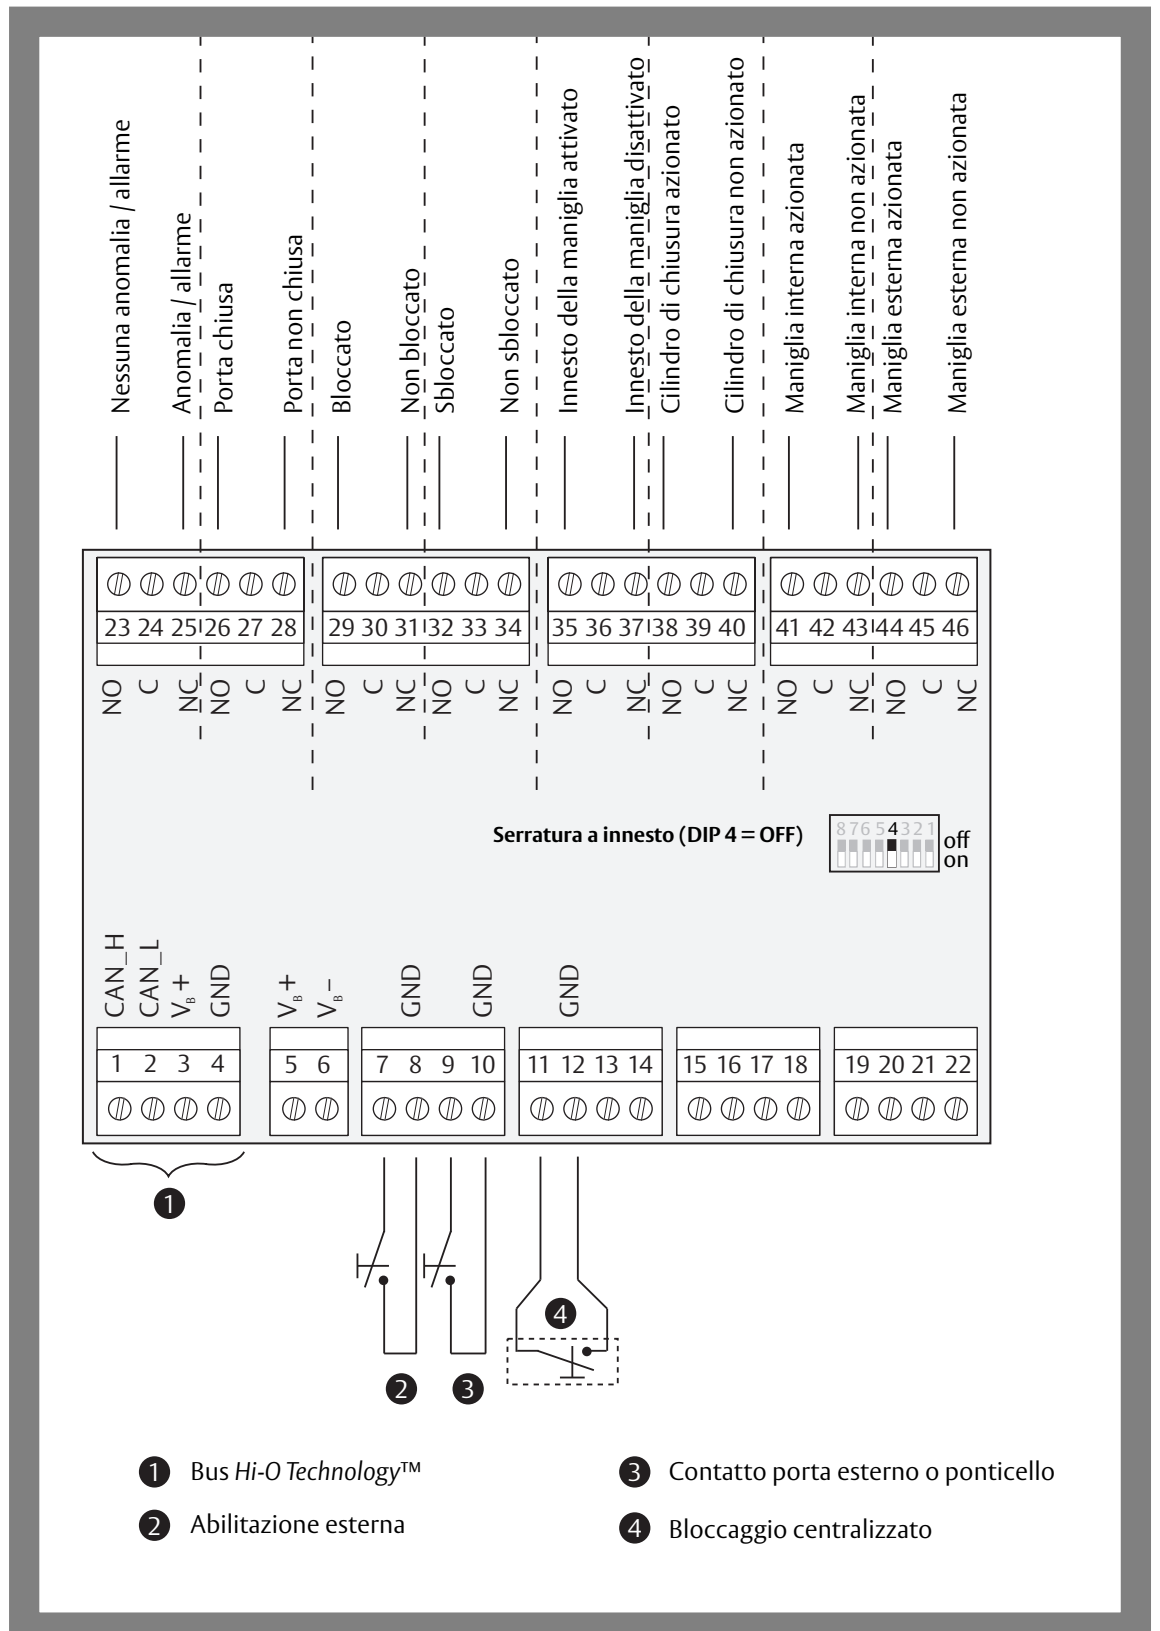 Nessuna anomalia / allarme
Anomalia / allarme
Porta chiusa
Porta non chiusa
Bloccato
Non bloccato
Sbloccato
Non sbloccato
Innesto della maniglia attivato
Innesto della maniglia disattivato
Cilindro di chiusura azionato
Cilindro di chiusura non azionato
Maniglia interna azionata
Maniglia interna non azionata
Maniglia esterna azionata
Maniglia esterna non azionata
23 24 25 26 27 28 29 30 31 32 33 34 35 36 37 38 39 40 41 42 43 44 45 46
NO C NC NO C NC NO C NC NO C NC NO C NC NO C NC NO C NC NO C NC
Serratura a innesto (DIP 4 = OFF)
8 7 6 5 4 3 2 1
off
on
CAN_H
CAN_L
VB+
GND
VB−
VB+
GND
GND
GND
1 2 3 4 5 6 7 8 9 10 11 12 13 14 15 16 17 18 19 20 21 22
1
2
3
4
1 Bus Hi-O Technology™
2 Abilitazione esterna
3 Contatto porta esterno o ponticello
4 Bloccaggio centralizzato